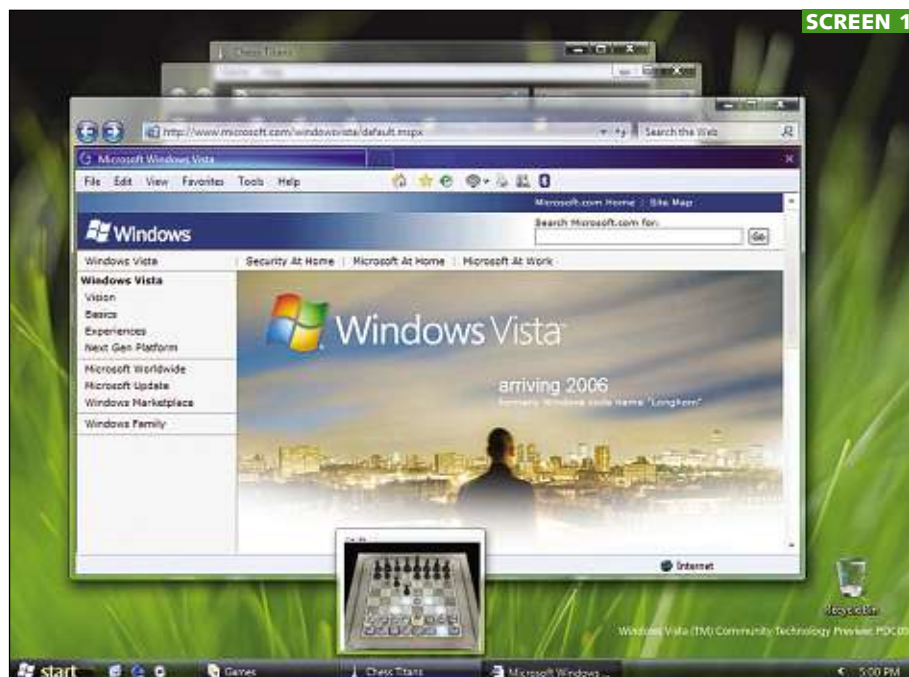 SCREEN 1
Chess Titans
Help
http://www.microsoft.com/windowsvista/default.mspx
Search the Web
Microsoft Windows Vista
File Edit View Favorites Tools Help
Microsoft.com Home | Site Map
Search Microsoft.com for:
Go
Windows
Windows Vista
Security At Home | Microsoft At Home | Microsoft At Work
Windows Vista
Vision
Basics
Experiences
Next Gen Platform
Microsoft Worldwide
Microsoft Update
Windows Marketplace
Windows Family
Windows Vista™
arriving 2006
formerly Windows code name "Longhorn"
Internet
Recycle Bin
Windows Vista (TM) Community Technology Preview PDC05
start
Games
Chess Titans
Microsoft Windows ...
5:00 PM